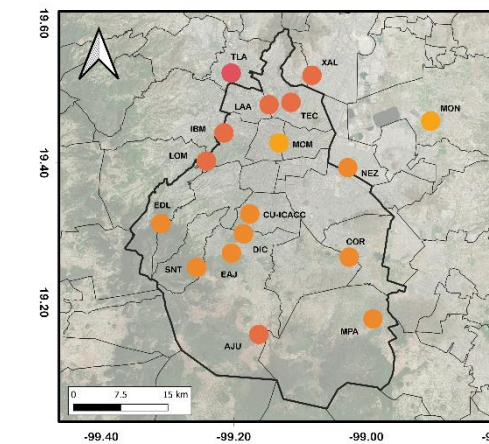 19.60
TLA
XAL
LAA
TEC
MON
IBM
MCM
LOM
19.40
NEZ
EDL
CU-ICACC
DIC
COR
SNT
EAJ
19.20
AJU
MPA
0 7.5 15 km
-99.40 -99.20 -99.00